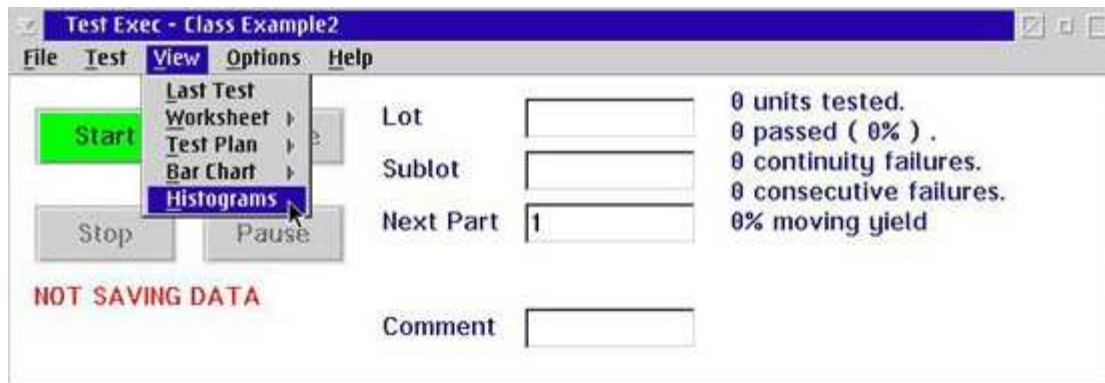 Test Exec - Class Example2
File Test View Options Help
Last Test
Worksheet
Test Plan
Bar Chart
Histograms
Start
Stop
Pause
NOT SAVING DATA
Lot
Sublot
Next Part 1
Comment
0 units tested.
0 passed ( 0% ) .
0 continuity failures.
0 consecutive failures.
0% moving yield